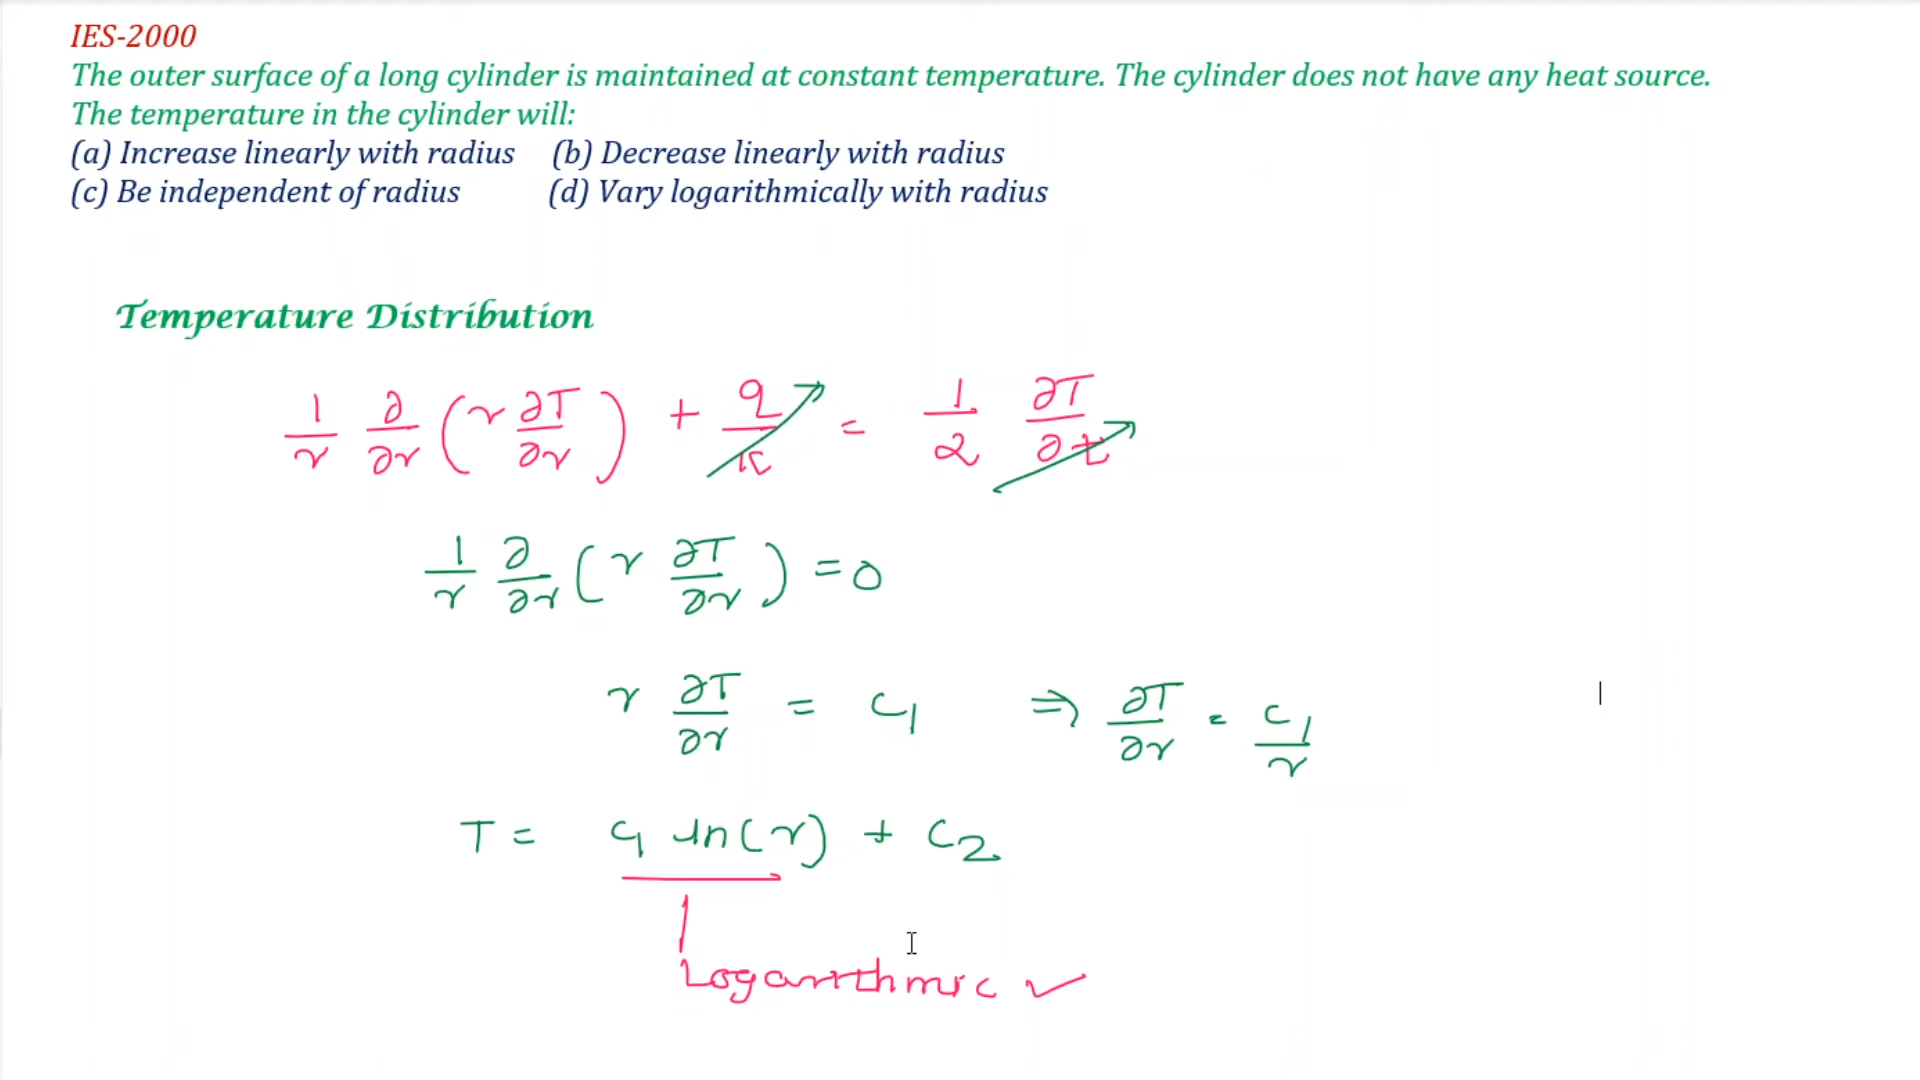 IES-2000
The outer surface of a long cylinder is maintained at constant temperature. The cylinder does not have any heat source.
The temperature in the cylinder will:
(a) Increase linearly with radius (b) Decrease linearly with radius
(c) Be independent of radius (d) Vary logarithmically with radius
Temperature Distribution
1/r ∂/∂r (r ∂T/∂r) + q/k = 1/α ∂T/∂t
1/r ∂/∂r (r ∂T/∂r) = 0
r ∂T/∂r = C1 ⇒ ∂T/∂r = C1/r
T = C1 ln(r) + C2
Logarithmic ✓